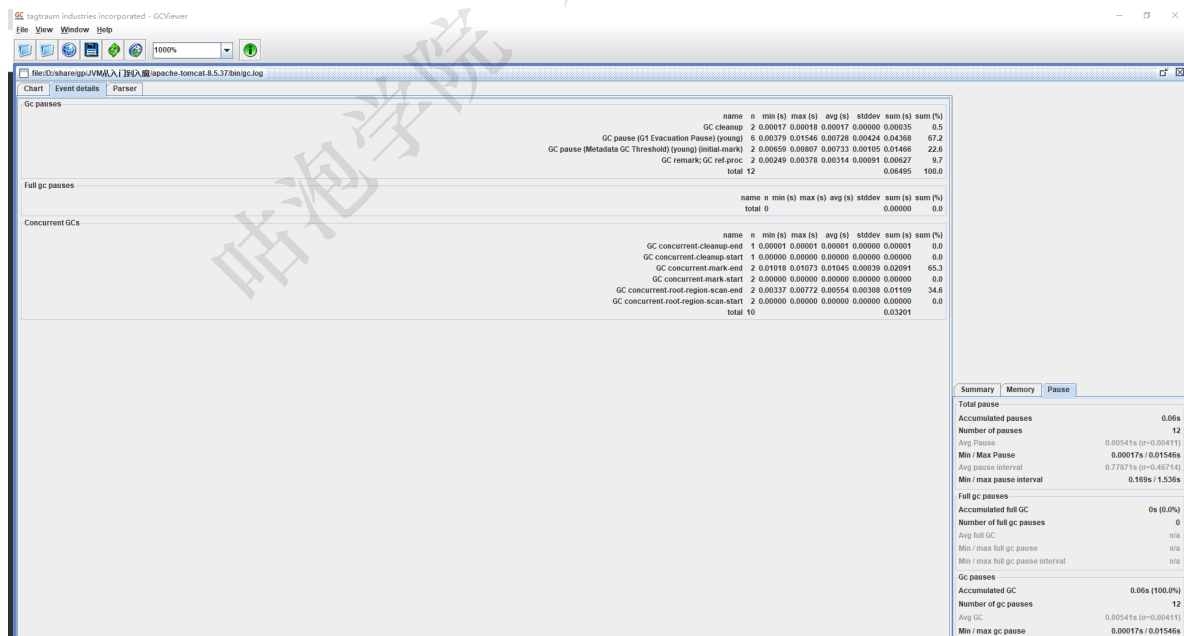 tagtraum industries incorporated - GCViewer
File View Window Help
1000%
file:/D:/share/gp/JVM从入门到入魔/apache-tomcat-8.5.37/bin/gc.log
Chart Event details Parser
Gc pauses
name n min (s) max (s) avg (s) stddev sum (s) sum (%)
GC cleanup 2 0.00017 0.00018 0.00017 0.00000 0.00035 0.5
GC pause (G1 Evacuation Pause) (young) 6 0.00379 0.01546 0.00728 0.00424 0.04368 67.2
GC pause (Metadata GC Threshold) (young) (initial-mark) 2 0.00659 0.00807 0.00733 0.00105 0.01466 22.6
GC remark; GC ref-proc 2 0.00249 0.00378 0.00314 0.00091 0.00627 9.7
total 12 0.06495 100.0
Full gc pauses
name n min (s) max (s) avg (s) stddev sum (s) sum (%)
total 0 0.00000 0.0
Concurrent GCs
name n min (s) max (s) avg (s) stddev sum (s) sum (%)
GC concurrent-cleanup-end 1 0.00001 0.00001 0.00001 0.00000 0.00001 0.0
GC concurrent-cleanup-start 1 0.00000 0.00000 0.00000 0.00000 0.00000 0.0
GC concurrent-mark-end 2 0.01018 0.01073 0.01045 0.00039 0.02091 65.3
GC concurrent-mark-start 2 0.00000 0.00000 0.00000 0.00000 0.00000 0.0
GC concurrent-root-region-scan-end 2 0.00337 0.00772 0.00554 0.00308 0.01109 34.6
GC concurrent-root-region-scan-start 2 0.00000 0.00000 0.00000 0.00000 0.00000 0.0
total 10 0.03201
咕泡学院
Summary Memory Pause
Total pause
Accumulated pauses 0.06s
Number of pauses 12
Avg Pause 0.00541s (σ=0.00411)
Min / Max Pause 0.00017s / 0.01546s
Avg pause interval 0.77871s (σ=0.46714)
Min / max pause interval 0.169s / 1.536s
Full gc pauses
Accumulated full GC 0s (0.0%)
Number of full gc pauses 0
Avg full GC n/a
Min / max full gc pause n/a
Min / max full gc pause interval n/a
Gc pauses
Accumulated GC 0.06s (100.0%)
Number of gc pauses 12
Avg GC 0.00541s (σ=0.00411)
Min / max gc pause 0.00017s / 0.01546s